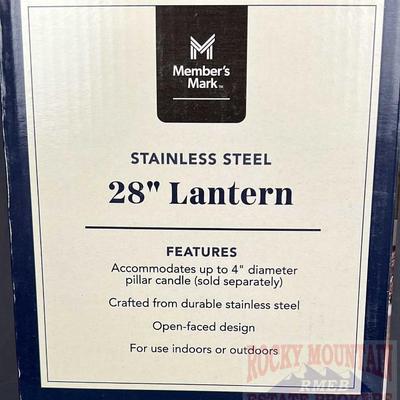 Member's
Mark™
STAINLESS STEEL
28" Lantern
FEATURES
Accommodates up to 4" diameter
pillar candle (sold separately)
Crafted from durable stainless steel
Open-faced design
For use indoors or outdoors
ROCKY MOUNTAIN
RMER